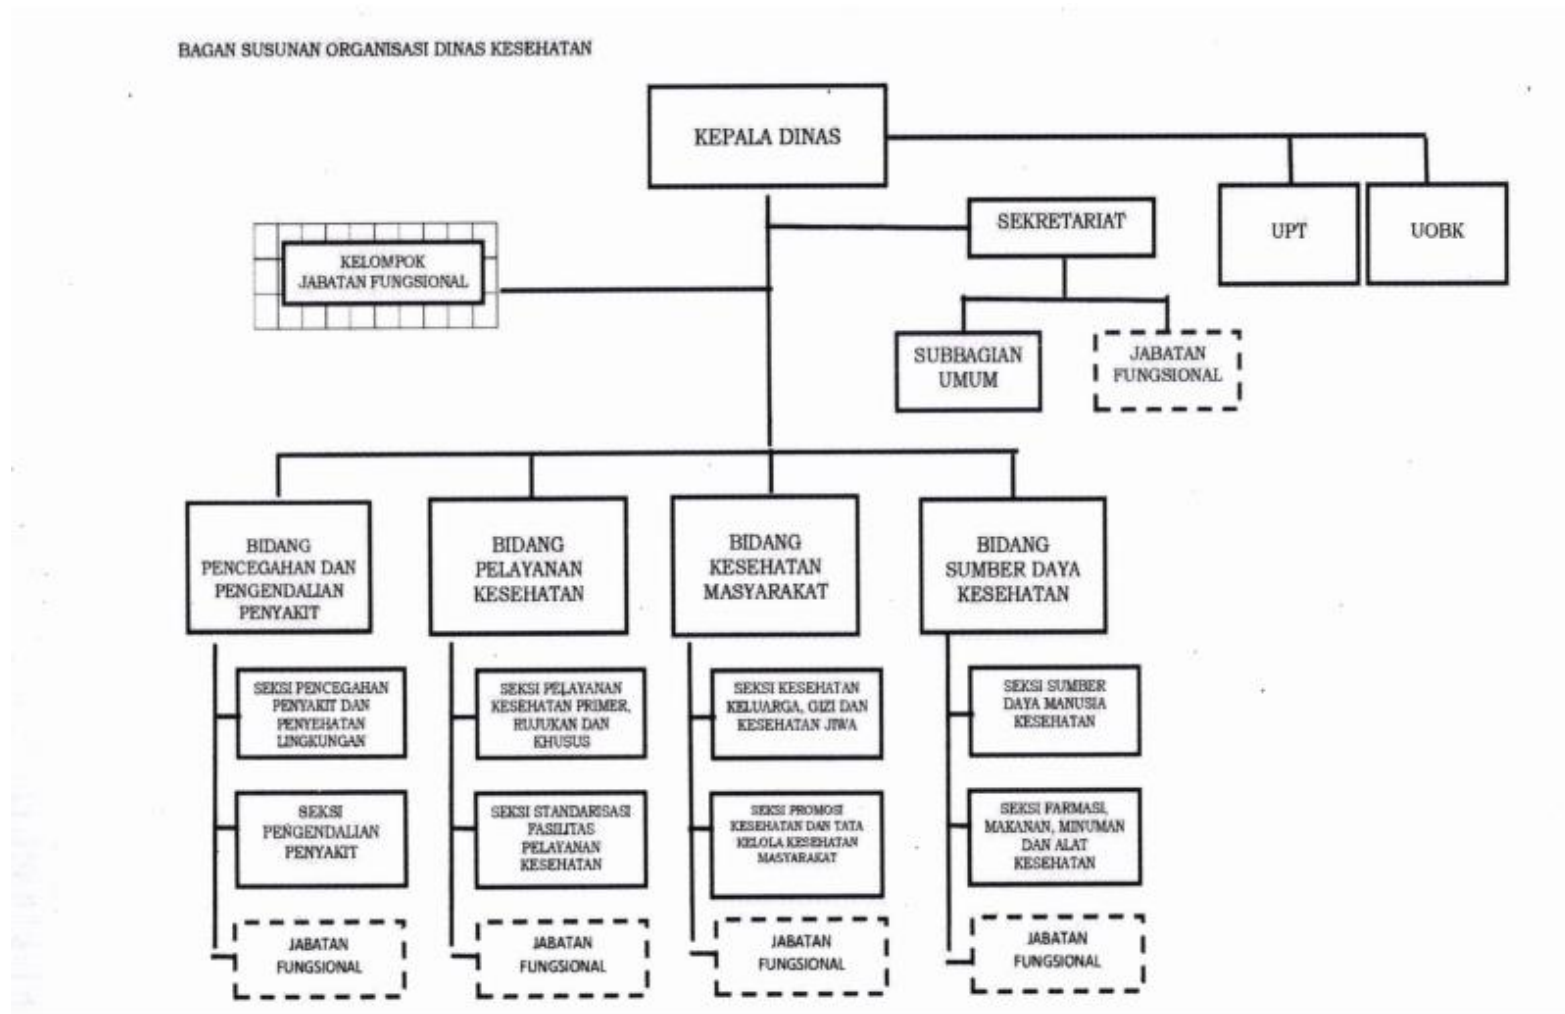 BAGAN SUSUNAN ORGANISASI DINAS KESEHATAN
KEPALA DINAS
SEKRETARIAT
UPT
UOBK
KELOMPOK
JABATAN FUNGSIONAL
SUBBAGIAN
UMUM
JABATAN
FUNGSIONAL
BIDANG
PENCEGAHAN DAN
PENGENDALIAN
PENYAKIT
BIDANG
PELAYANAN
KESEHATAN
BIDANG
KESEHATAN
MASYARAKAT
BIDANG
SUMBER DAYA
KESEHATAN
SEKSI PENCEGAHAN
PENYAKIT DAN
PENYEHATAN
LINGKUNGAN
SEKSI PELAYANAN
KESEHATAN PRIMER,
RUJUKAN DAN
KHUSUS
SEKSI KESEHATAN
KELUARGA, GIZI DAN
KESEHATAN JIWA
SEKSI SUMBER
DAYA MANUSIA
KESEHATAN
SEKSI
PENGENDALIAN
PENYAKIT
SEKSI STANDARISASI
FASILITAS
PELAYANAN
KESEHATAN
SEKSI PROMOSI
KESEHATAN DAN TATA
KELOLA KESEHATAN
MASYARAKAT
SEKSI FARMASI,
MAKANAN, MINUMAN
DAN ALAT
KESEHATAN
JABATAN
FUNGSIONAL
JABATAN
FUNGSIONAL
JABATAN
FUNGSIONAL
JABATAN
FUNGSIONAL